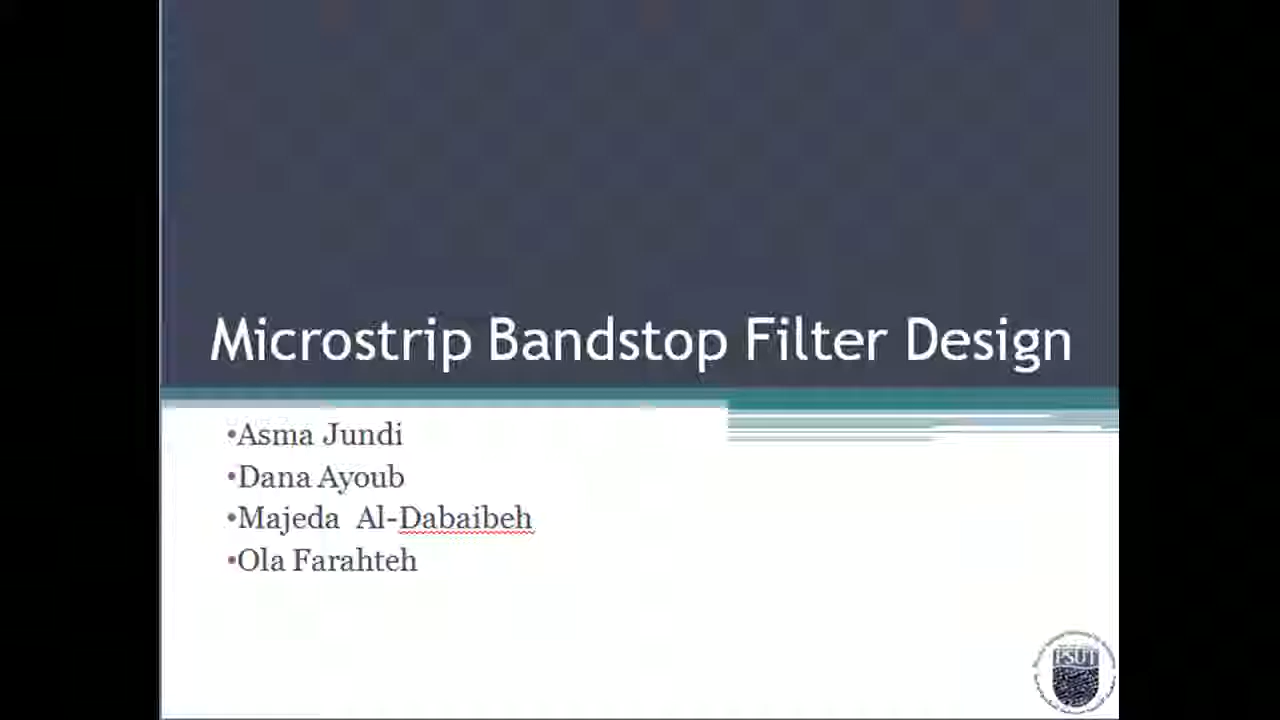 Microstrip Bandstop Filter Design
•Asma Jundi
•Dana Ayoub
•Majeda Al-Dabaibeh
•Ola Farahteh
PSUT